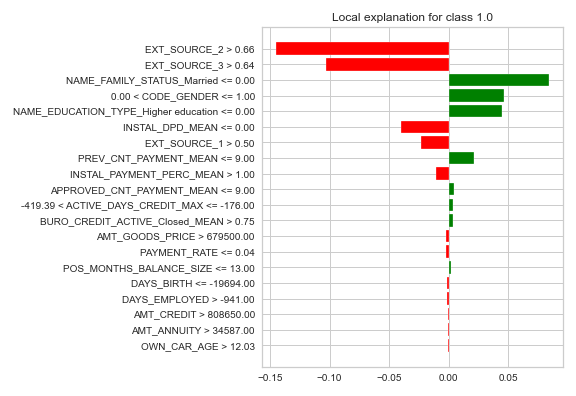 Local explanation for class 1.0
EXT_SOURCE_2 > 0.66
EXT_SOURCE_3 > 0.64
NAME_FAMILY_STATUS_Married <= 0.00
0.00 < CODE_GENDER <= 1.00
NAME_EDUCATION_TYPE_Higher education <= 0.00
INSTAL_DPD_MEAN <= 0.00
EXT_SOURCE_1 > 0.50
PREV_CNT_PAYMENT_MEAN <= 9.00
INSTAL_PAYMENT_PERC_MEAN > 1.00
APPROVED_CNT_PAYMENT_MEAN <= 9.00
-419.39 < ACTIVE_DAYS_CREDIT_MAX <= -176.00
BURO_CREDIT_ACTIVE_Closed_MEAN > 0.75
AMT_GOODS_PRICE > 679500.00
PAYMENT_RATE <= 0.04
POS_MONTHS_BALANCE_SIZE <= 13.00
DAYS_BIRTH <= -19694.00
DAYS_EMPLOYED > -941.00
AMT_CREDIT > 808650.00
AMT_ANNUITY > 34587.00
OWN_CAR_AGE > 12.03
−0.15 −0.10 −0.05 0.00 0.05